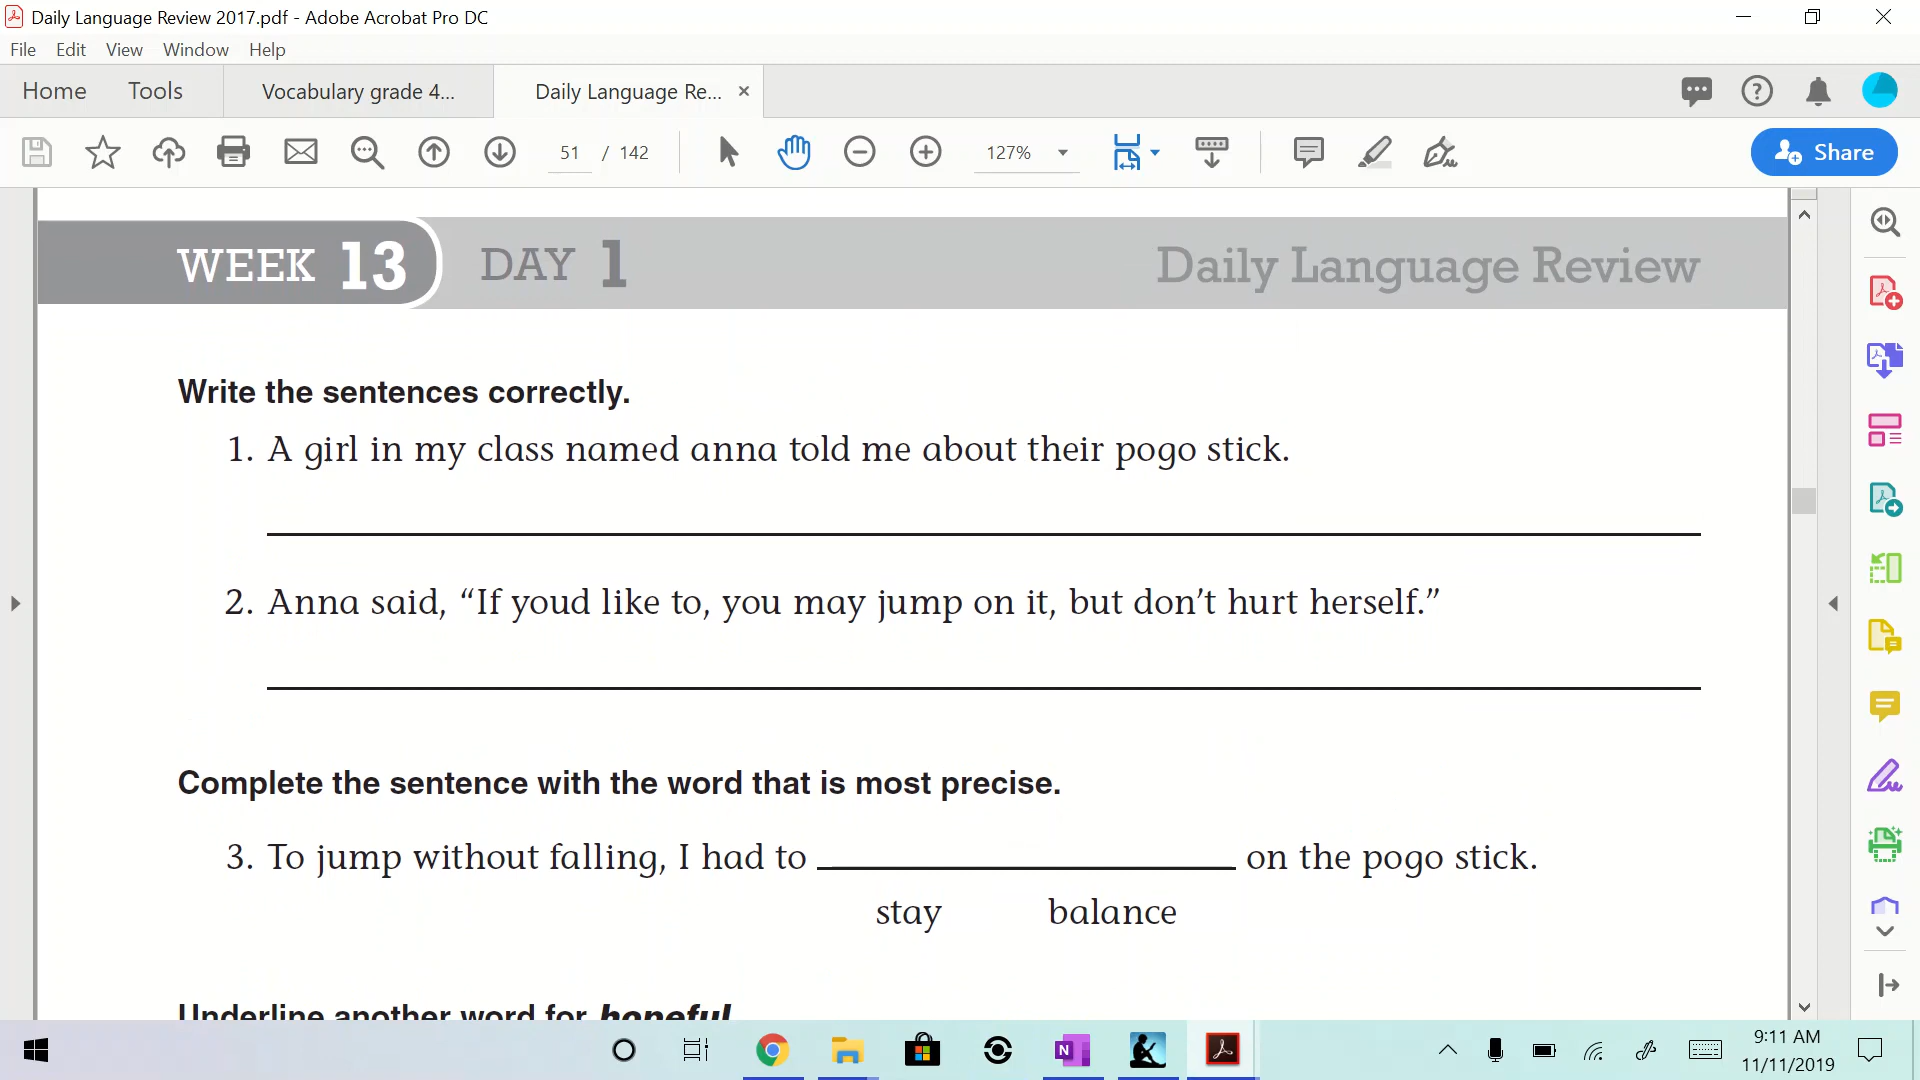 Daily Language Review 2017.pdf - Adobe Acrobat Pro DC
File Edit View Window Help
Home Tools Vocabulary grade 4... Daily Language Re... ×
51 / 142 127% Share
WEEK 13 DAY 1 Daily Language Review
Write the sentences correctly.
1. A girl in my class named anna told me about their pogo stick.
2. Anna said, “If youd like to, you may jump on it, but don’t hurt herself.”
Complete the sentence with the word that is most precise.
3. To jump without falling, I had to on the pogo stick.
stay balance
Underline another word for hopeful
9:11 AM
11/11/2019